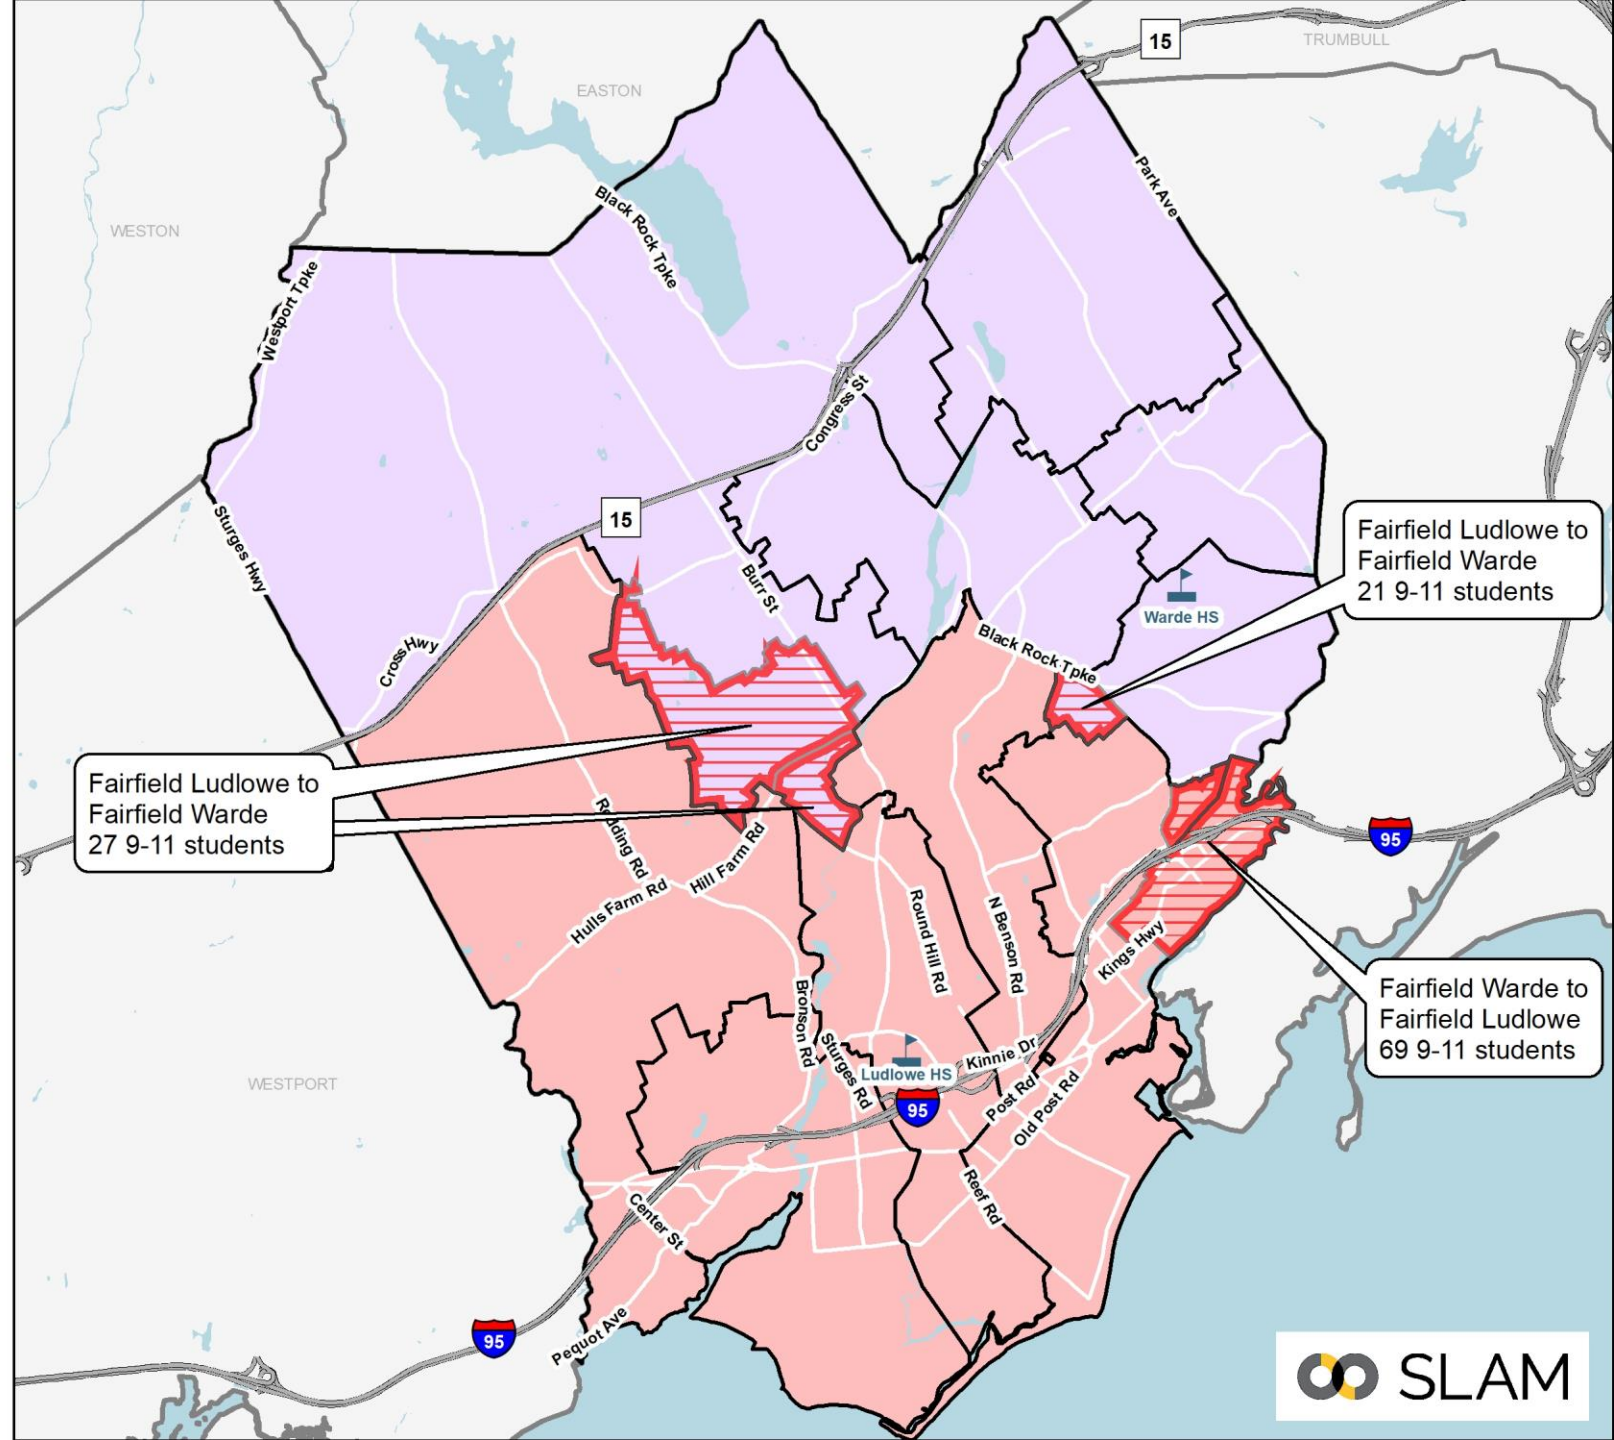 15
TRUMBULL
EASTON
Park Ave
Black Rock Tpke
WESTON
Westport Tpke
Congress St
15
Sturges Hwy
Fairfield Ludlowe to
Fairfield Warde
21 9-11 students
Burr St
Warde HS
Black Rock Tpke
Cross Hwy
Fairfield Ludlowe to
Fairfield Warde
27 9-11 students
95
Redding Rd
Hill Farm Rd
Hulls Farm Rd
Round Hill Rd
N Benson Rd
Kings Hwy
Fairfield Warde to
Fairfield Ludlowe
69 9-11 students
Bronson Rd
Sturges Rd
Ludlowe HS
Kinnie Dr
WESTPORT
95
Post Rd
Old Post Rd
Reef Rd
Center St
95
Pequot Ave
SLAM